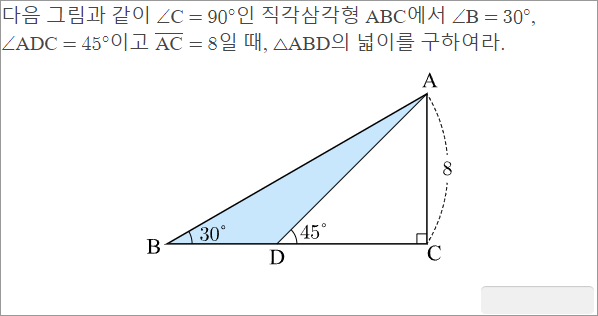 다음 그림과 같이 ∠C = 90°인 직각삼각형 ABC에서 ∠B = 30°,
∠ADC = 45°이고 \overline{AC} = 8일 때, △ABD의 넓이를 구하여라.
A
8
30°
45°
B
D
C